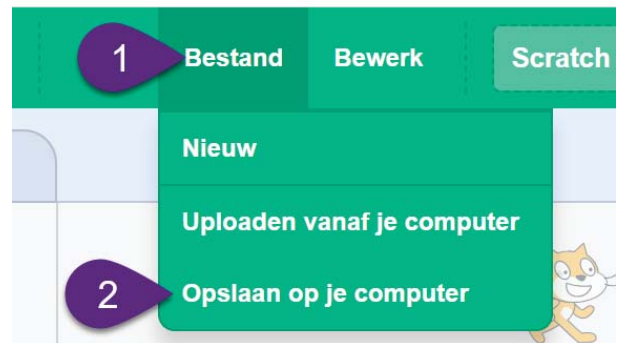 1 Bestand Bewerk Scratch
Nieuw
Uploaden vanaf je computer
2 Opslaan op je computer